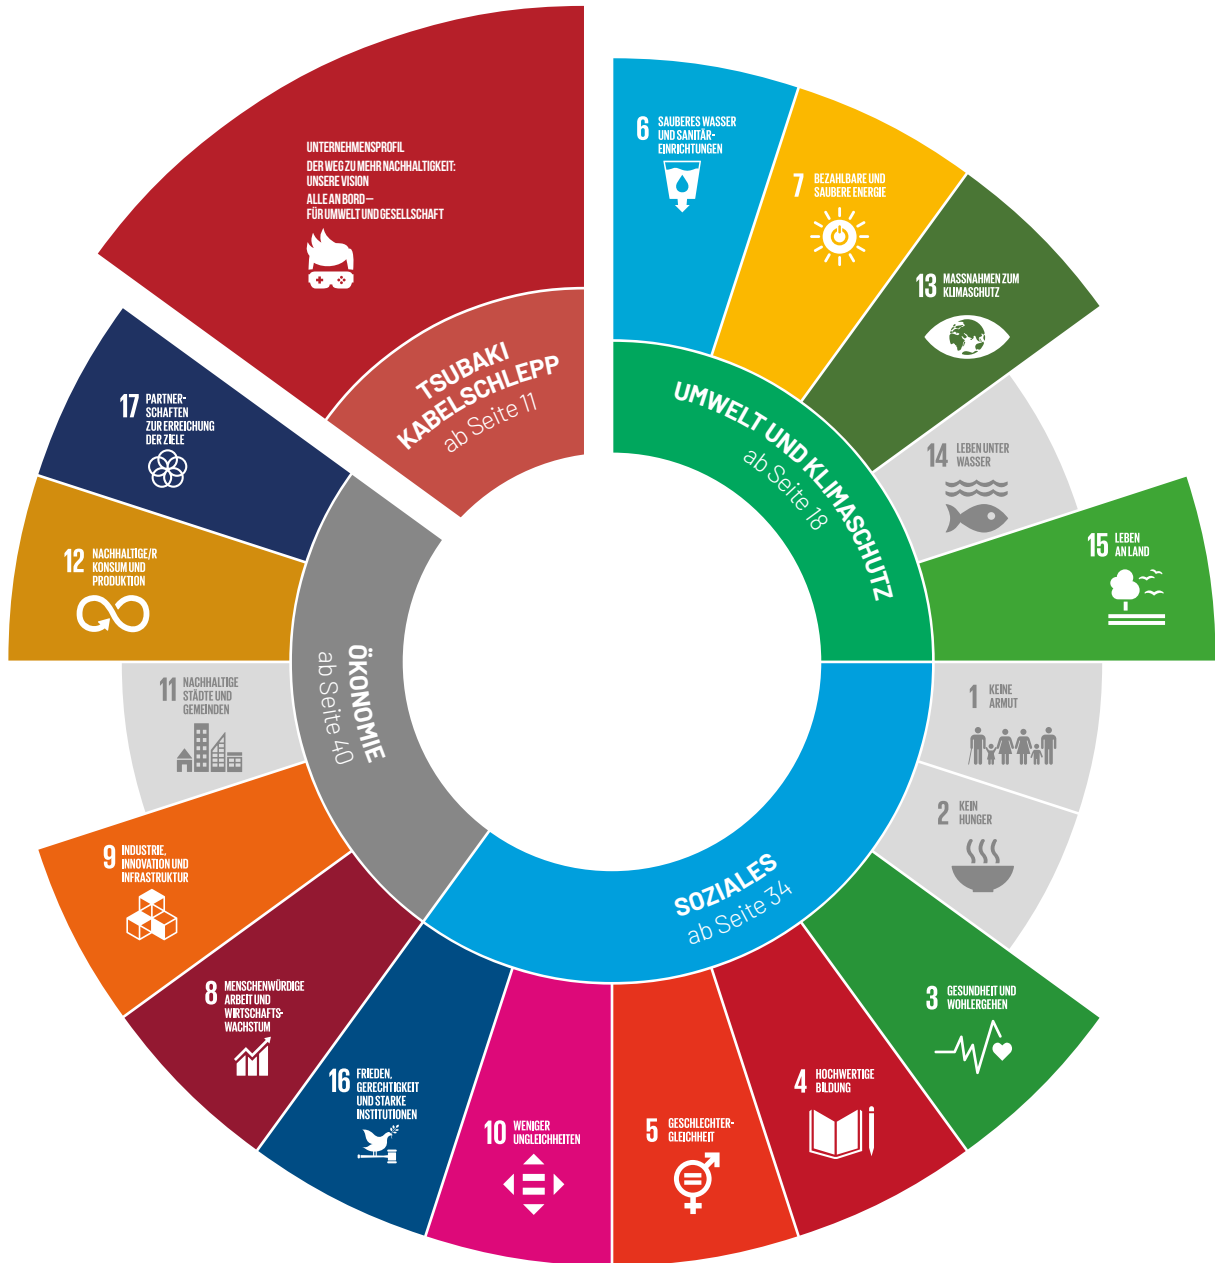 UNTERNEHMENSPROFIL
DER WEG ZU MEHR NACHHALTIGKEIT:
UNSERE VISION
ALLE AN BORD –
FÜR UMWELT UND GESELLSCHAFT
TSUBAKI
KABELSCHLEPP
ab Seite 11
6 SAUBERES WASSER
UND SANITÄR-
EINRICHTUNGEN
7 BEZAHLBARE UND
SAUBERE ENERGIE
13 MASSNAHMEN ZUM
KLIMASCHUTZ
14 LEBEN UNTER
WASSER
15 LEBEN
AN LAND
UMWELT UND KLIMASCHUTZ
ab Seite 18
1 KEINE
ARMUT
2 KEIN
HUNGER
3 GESUNDHEIT UND
WOHLERGEHEN
4 HOCHWERTIGE
BILDUNG
5 GESCHLECHTER-
GLEICHHEIT
10 WENIGER
UNGLEICHHEITEN
16 FRIEDEN,
GERECHTIGKEIT
UND STARKE
INSTITUTIONEN
SOZIALES
ab Seite 34
8 MENSCHENWÜRDIGE
ARBEIT UND
WIRTSCHAFTS-
WACHSTUM
9 INDUSTRIE,
INNOVATION UND
INFRASTRUKTUR
11 NACHHALTIGE
STÄDTE UND
GEMEINDEN
12 NACHHALTIGE/R
KONSUM UND
PRODUKTION
17 PARTNER-
SCHAFTEN
ZUR ERREICHUNG
DER ZIELE
ÖKONOMIE
ab Seite 40